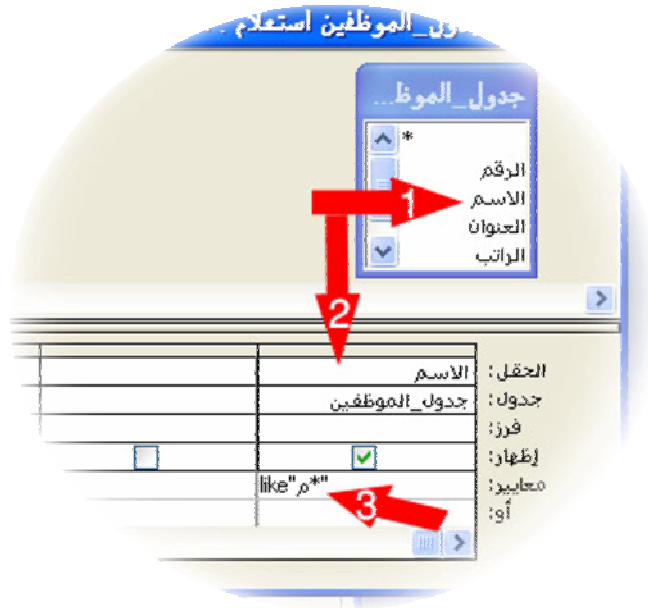 جدول_الموظفين استعلام
جدول_الموظ...
*
الرقم
الاسم
العنوان
الراتب
1
2
الحقل: الاسم
جدول: جدول_الموظفين
فرز:
إظهار:
معايير: like"م*"
أو:
3